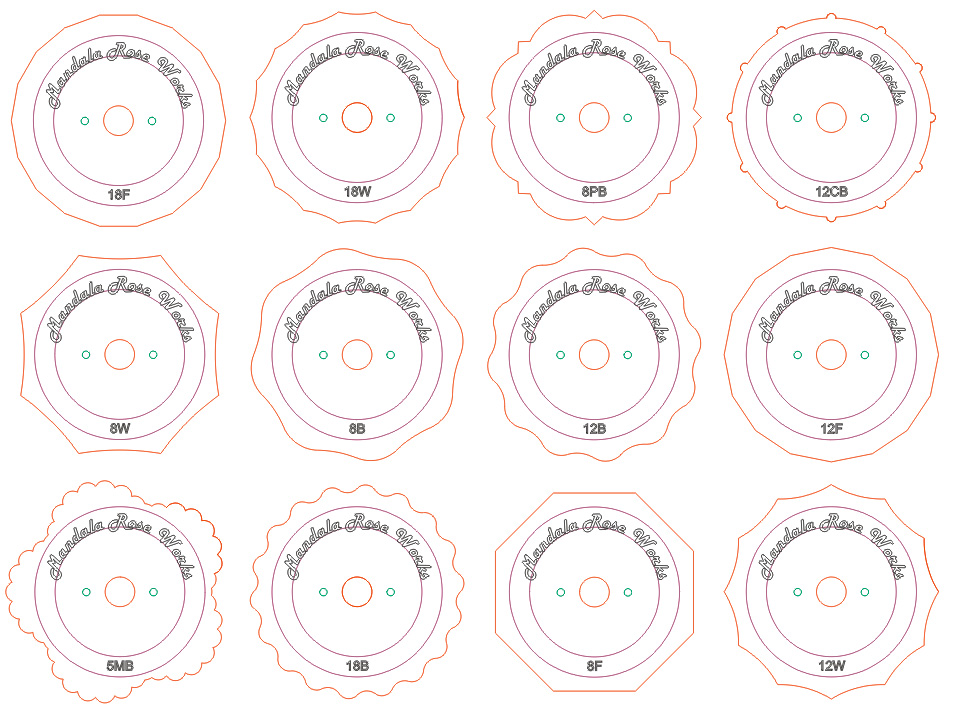 Mandala Rose Works
18F
Mandala Rose Works
18W
Mandala Rose Works
8PB
Mandala Rose Works
12CB
Mandala Rose Works
8W
Mandala Rose Works
8B
Mandala Rose Works
12B
Mandala Rose Works
12F
Mandala Rose Works
5MB
Mandala Rose Works
18B
Mandala Rose Works
8F
Mandala Rose Works
12W